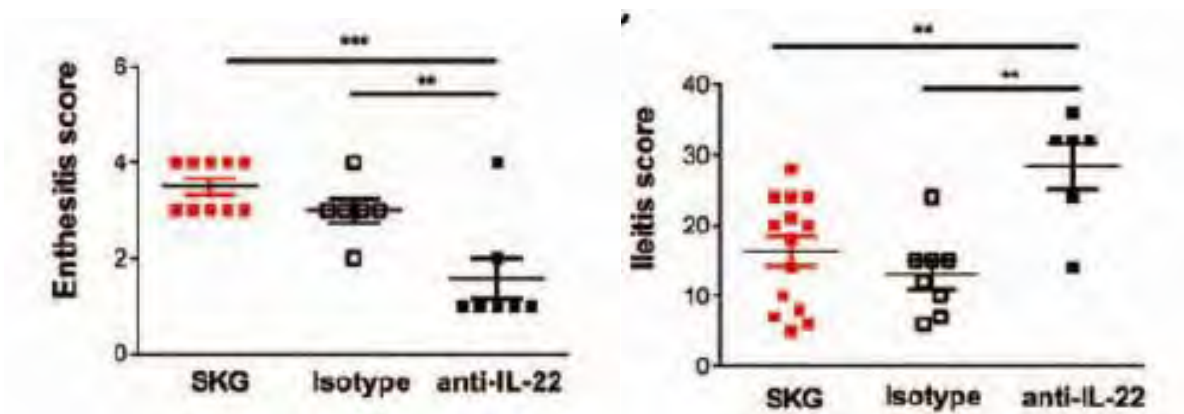 ***
**
Enthesitis score
6
4
2
0
SKG
Isotype
anti-IL-22
**
**
Ileitis score
40
30
20
10
0
SKG
Isotype
anti-IL-22